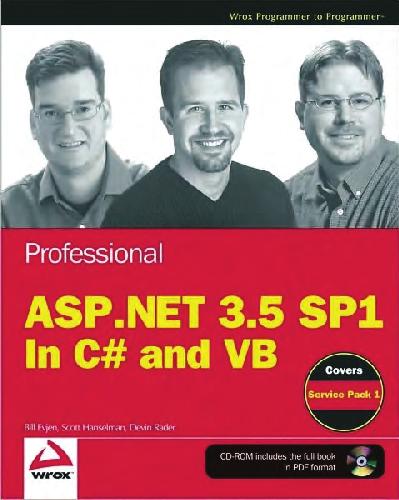 Wrox Programmer to Programmer™
Professional
ASP.NET 3.5 SP1
In C# and VB
Covers
Service Pack 1
Bill Evjen, Scott Hanselman, Devin Rader
wrox™
CD-ROM includes the full book
in PDF format